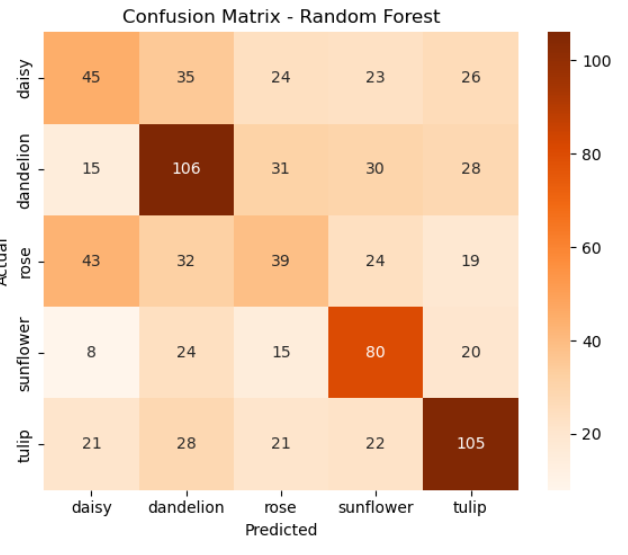 Confusion Matrix - Random Forest
daisy 45 35 24 23 26
dandelion 15 106 31 30 28
rose 43 32 39 24 19
sunflower 8 24 15 80 20
tulip 21 28 21 22 105
daisy dandelion rose sunflower tulip
Predicted
Actual
100
80
60
40
20